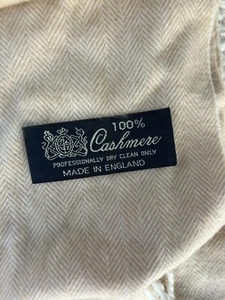 100%
Cashmere
PROFESSIONALLY DRY CLEAN ONLY
MADE IN ENGLAND